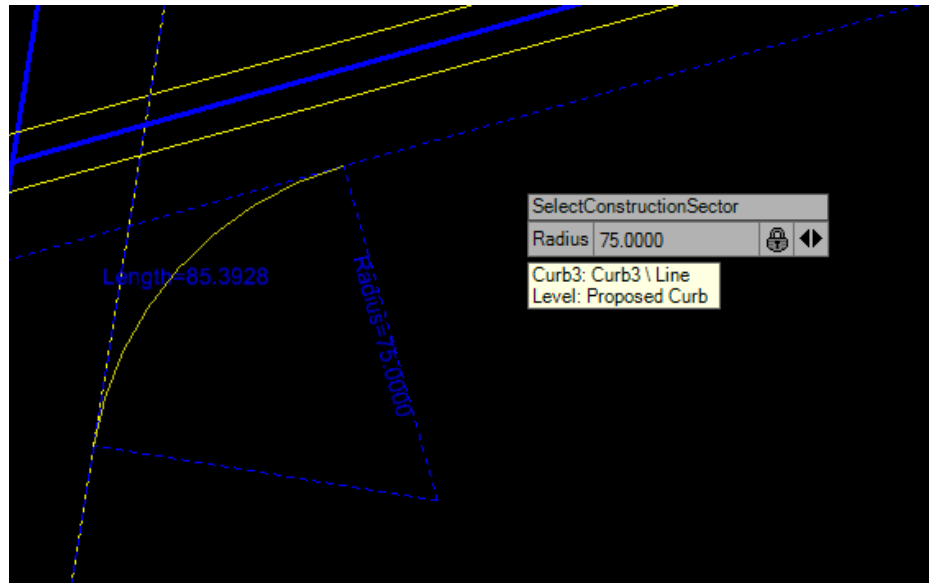 SelectConstructionSector
Radius 75.0000
Curb3: Curb3 \ Line
Level: Proposed Curb
Length=85.3928
Radius=75.0000